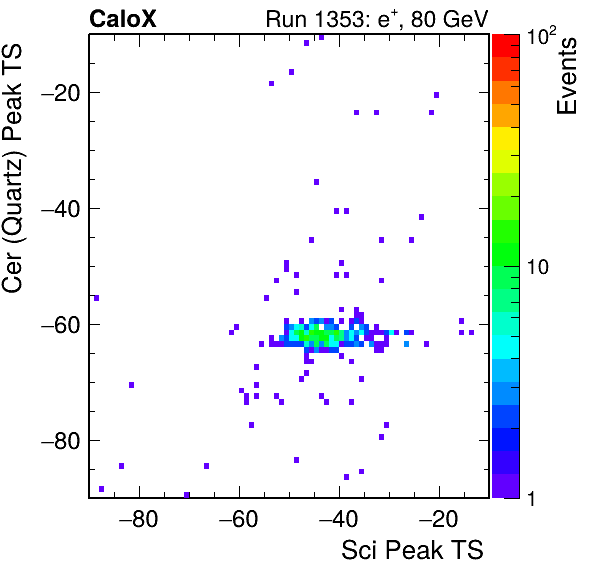 CaloX Run 1353: e⁺, 80 GeV
Cer (Quartz) Peak TS
−20
−40
−60
−80
−80 −60 −40 −20
Sci Peak TS
10²
10
1
Events